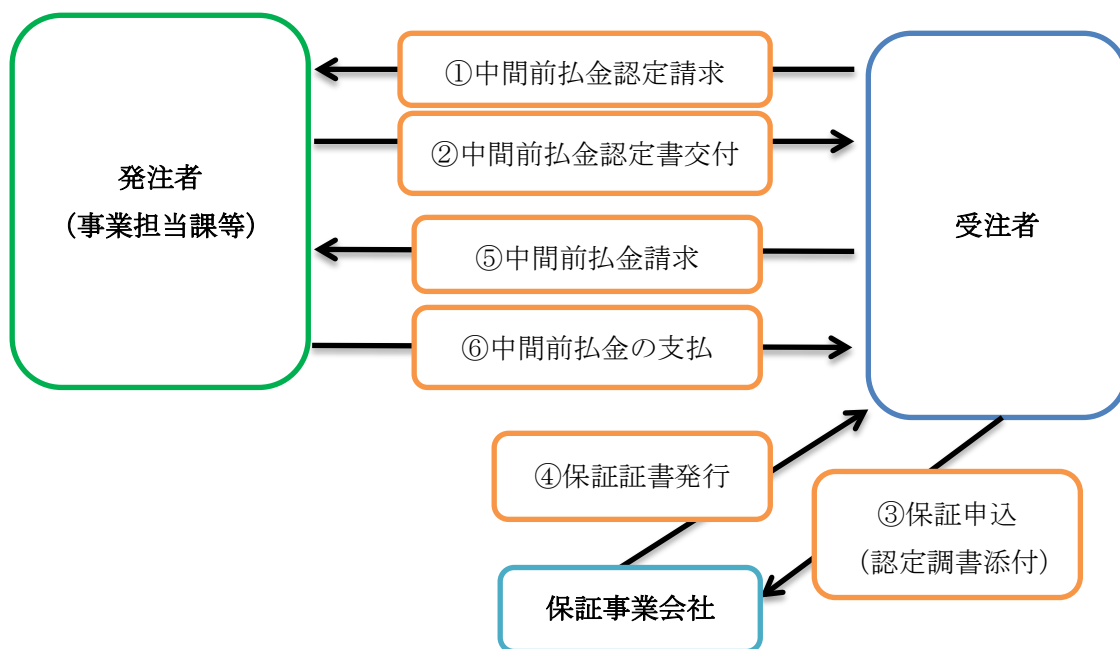 ①中間前払金認定請求
②中間前払金認定書交付
発注者
（事業担当課等）
受注者
⑤中間前払金請求
⑥中間前払金の支払
④保証証書発行
③保証申込
（認定調書添付）
保証事業会社